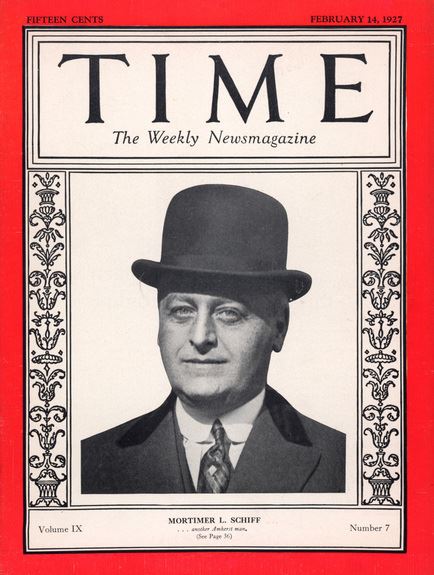 FIFTEEN CENTS FEBRUARY 14, 1927
TIME
The Weekly Newsmagazine
MORTIMER L. SCHIFF
Volume IX . . . another Amherst man. Number 7
(See Page 36)